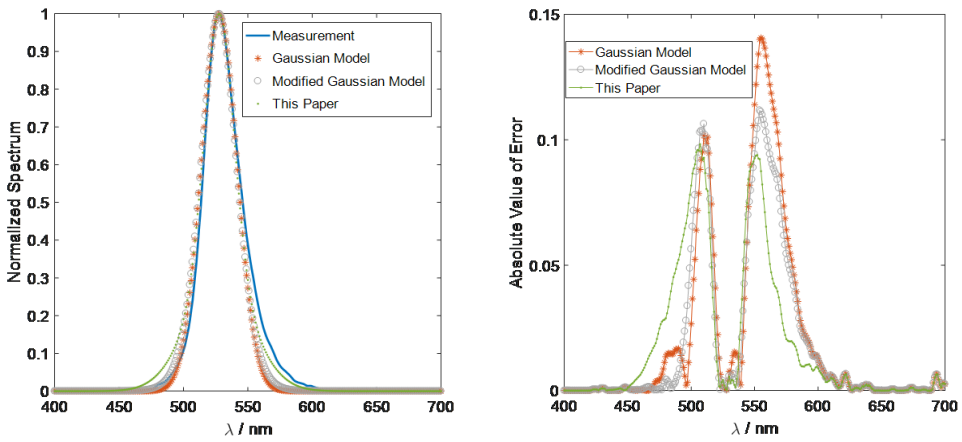 1
0.9
0.8
0.7
0.6
0.5
0.4
0.3
0.2
0.1
0
Normalized Spectrum
Measurement
Gaussian Model
Modified Gaussian Model
This Paper
400 450 500 550 600 650 700
λ / nm
0.15
0.1
0.05
0
Absolute Value of Error
Gaussian Model
Modified Gaussian Model
This Paper
400 450 500 550 600 650 700
λ / nm